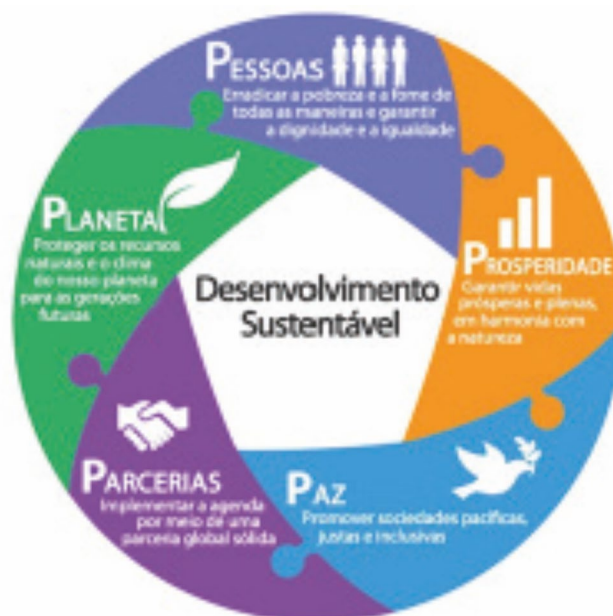 PESSOAS
Erradicar a pobreza e a fome de
todas as maneiras e garantir
a dignidade e a igualdade
PROSPERIDADE
Garantir vidas
prósperas e plenas,
em harmonia com
a natureza
PAZ
Promover sociedades pacíficas,
justas e inclusivas
PARCERIAS
Implementar a agenda
por meio de uma
parceria global sólida
PLANETA
Proteger os recursos
naturais e o clima
do nosso planeta
para as gerações
futuras
Desenvolvimento
Sustentável